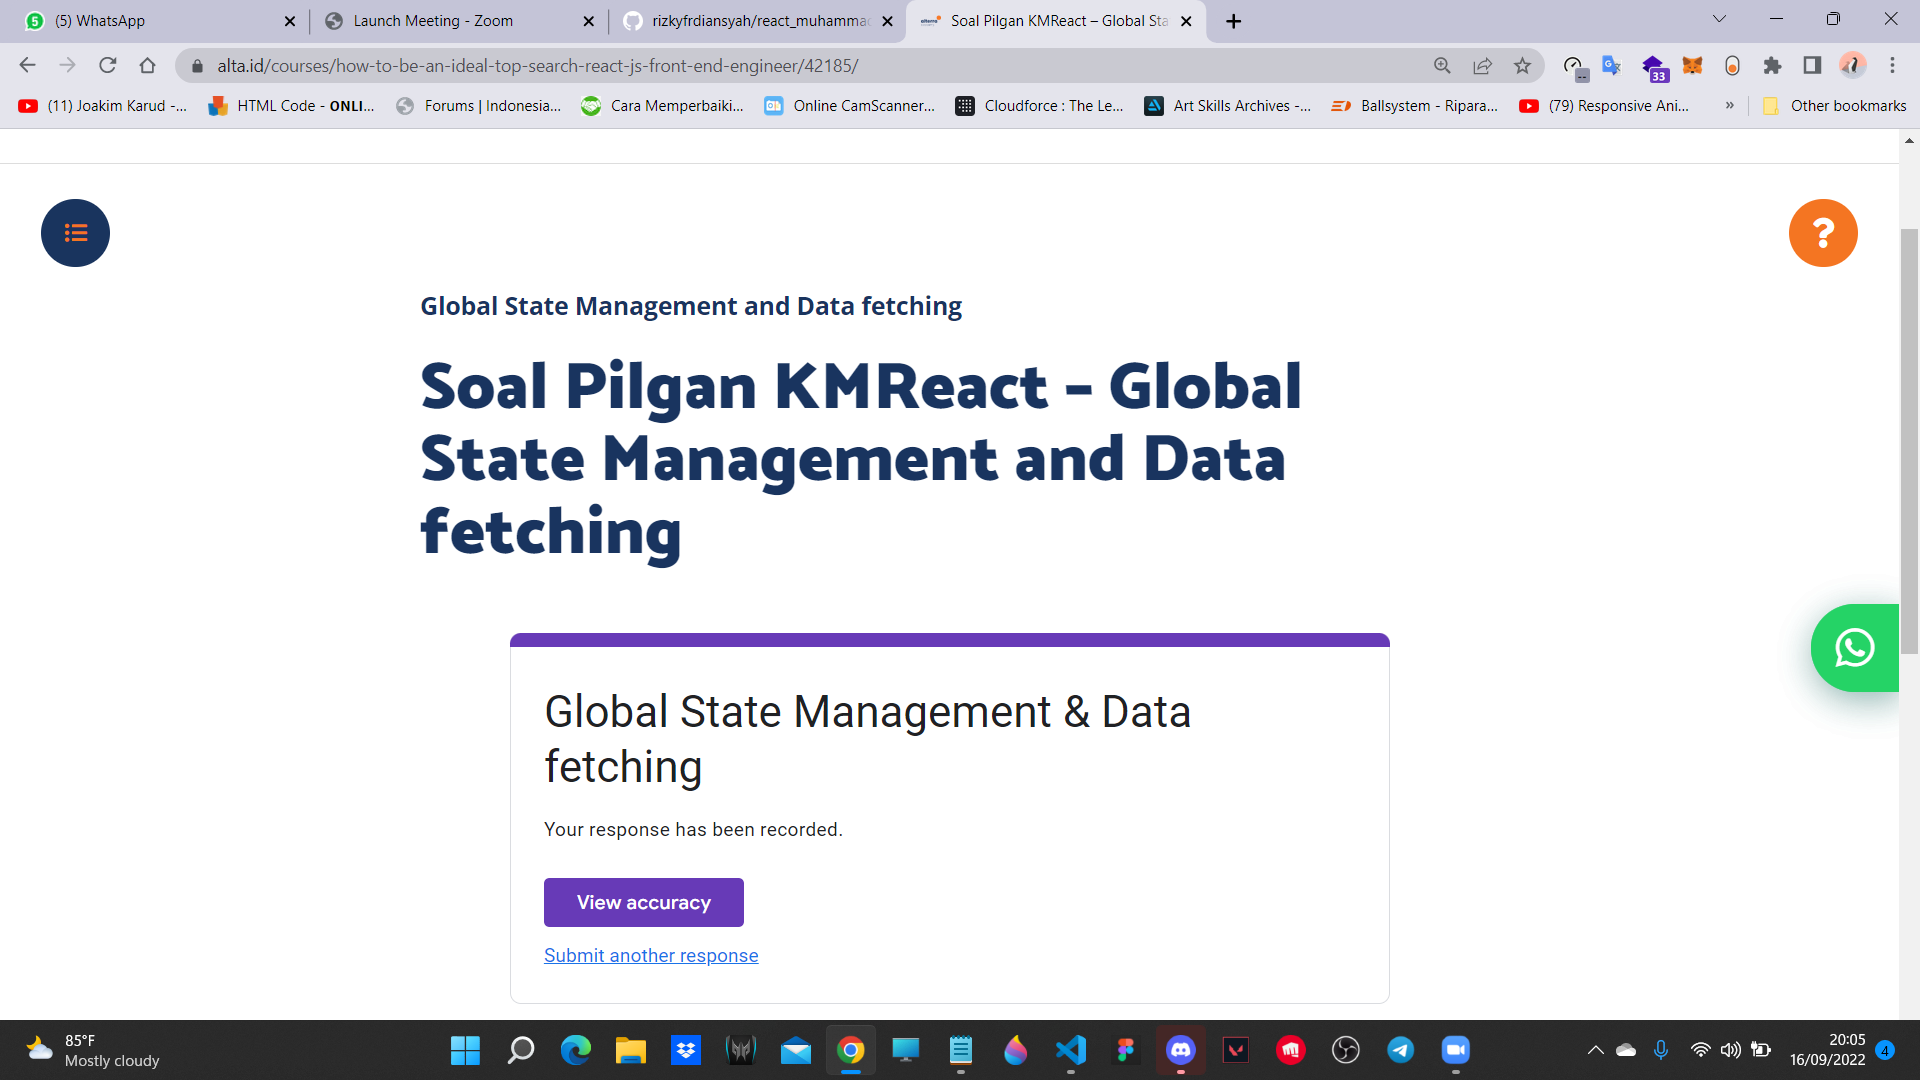 (5) WhatsApp
Launch Meeting - Zoom
rizkyfrdiansyah/react_muhammad
Soal Pilgan KMReact – Global Sta
alta.id/courses/how-to-be-an-ideal-top-search-react-js-front-end-engineer/42185/
33
(11) Joakim Karud -...
HTML Code - ONLI...
Forums | Indonesia...
Cara Memperbaiki...
Online CamScanner...
Cloudforce : The Le...
Art Skills Archives -...
Ballsystem - Ripara...
(79) Responsive Ani...
»
Other bookmarks
?
Global State Management and Data fetching
Soal Pilgan KMReact – Global
State Management and Data
fetching
Global State Management & Data
fetching
Your response has been recorded.
View accuracy
Submit another response
85°F
Mostly cloudy
20:05
16/09/2022
4